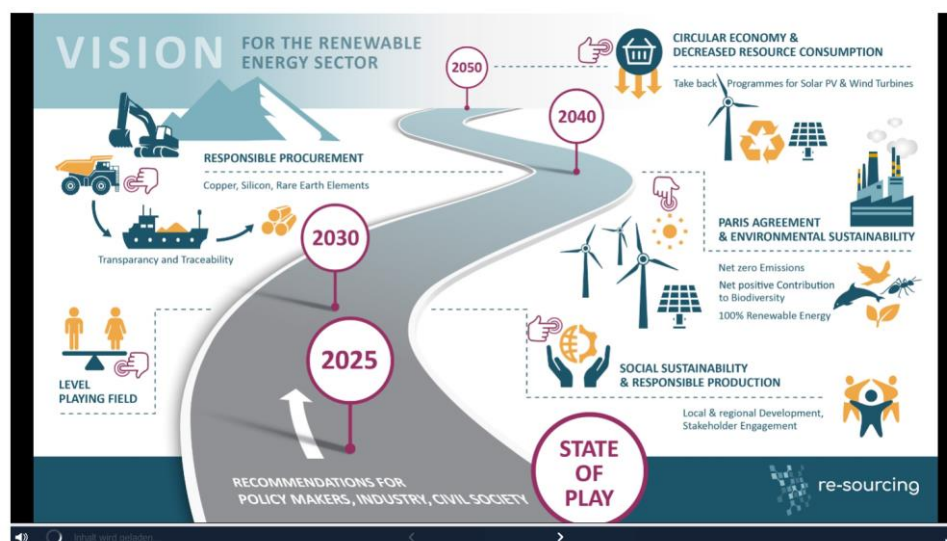 VISION
FOR THE RENEWABLE
ENERGY SECTOR
2050
CIRCULAR ECONOMY &
DECREASED RESOURCE CONSUMPTION
Take back Programmes for Solar PV & Wind Turbines
2040
RESPONSIBLE PROCUREMENT
Copper, Silicon, Rare Earth Elements
Transparancy and Traceability
2030
PARIS AGREEMENT
& ENVIRONMENTAL SUSTAINABILITY
Net zero Emissions
Net positive Contribution
to Biodiversity
100% Renewable Energy
LEVEL
PLAYING FIELD
2025
SOCIAL SUSTAINABILITY
& RESPONSIBLE PRODUCTION
Local & regional Development,
Stakeholder Engagement
STATE
OF
PLAY
RECOMMENDATIONS FOR
POLICY MAKERS, INDUSTRY, CIVIL SOCIETY
re-sourcing
Inhalt wird geladen